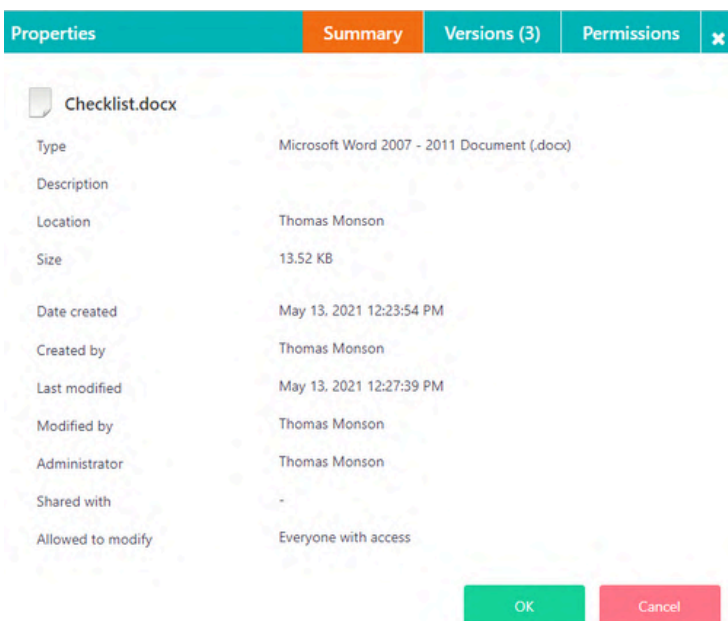 Properties Summary Versions (3) Permissions ×
Checklist.docx
Type Microsoft Word 2007 - 2011 Document (.docx)
Description
Location Thomas Monson
Size 13.52 KB
Date created May 13, 2021 12:23:54 PM
Created by Thomas Monson
Last modified May 13, 2021 12:27:39 PM
Modified by Thomas Monson
Administrator Thomas Monson
Shared with -
Allowed to modify Everyone with access
OK Cancel